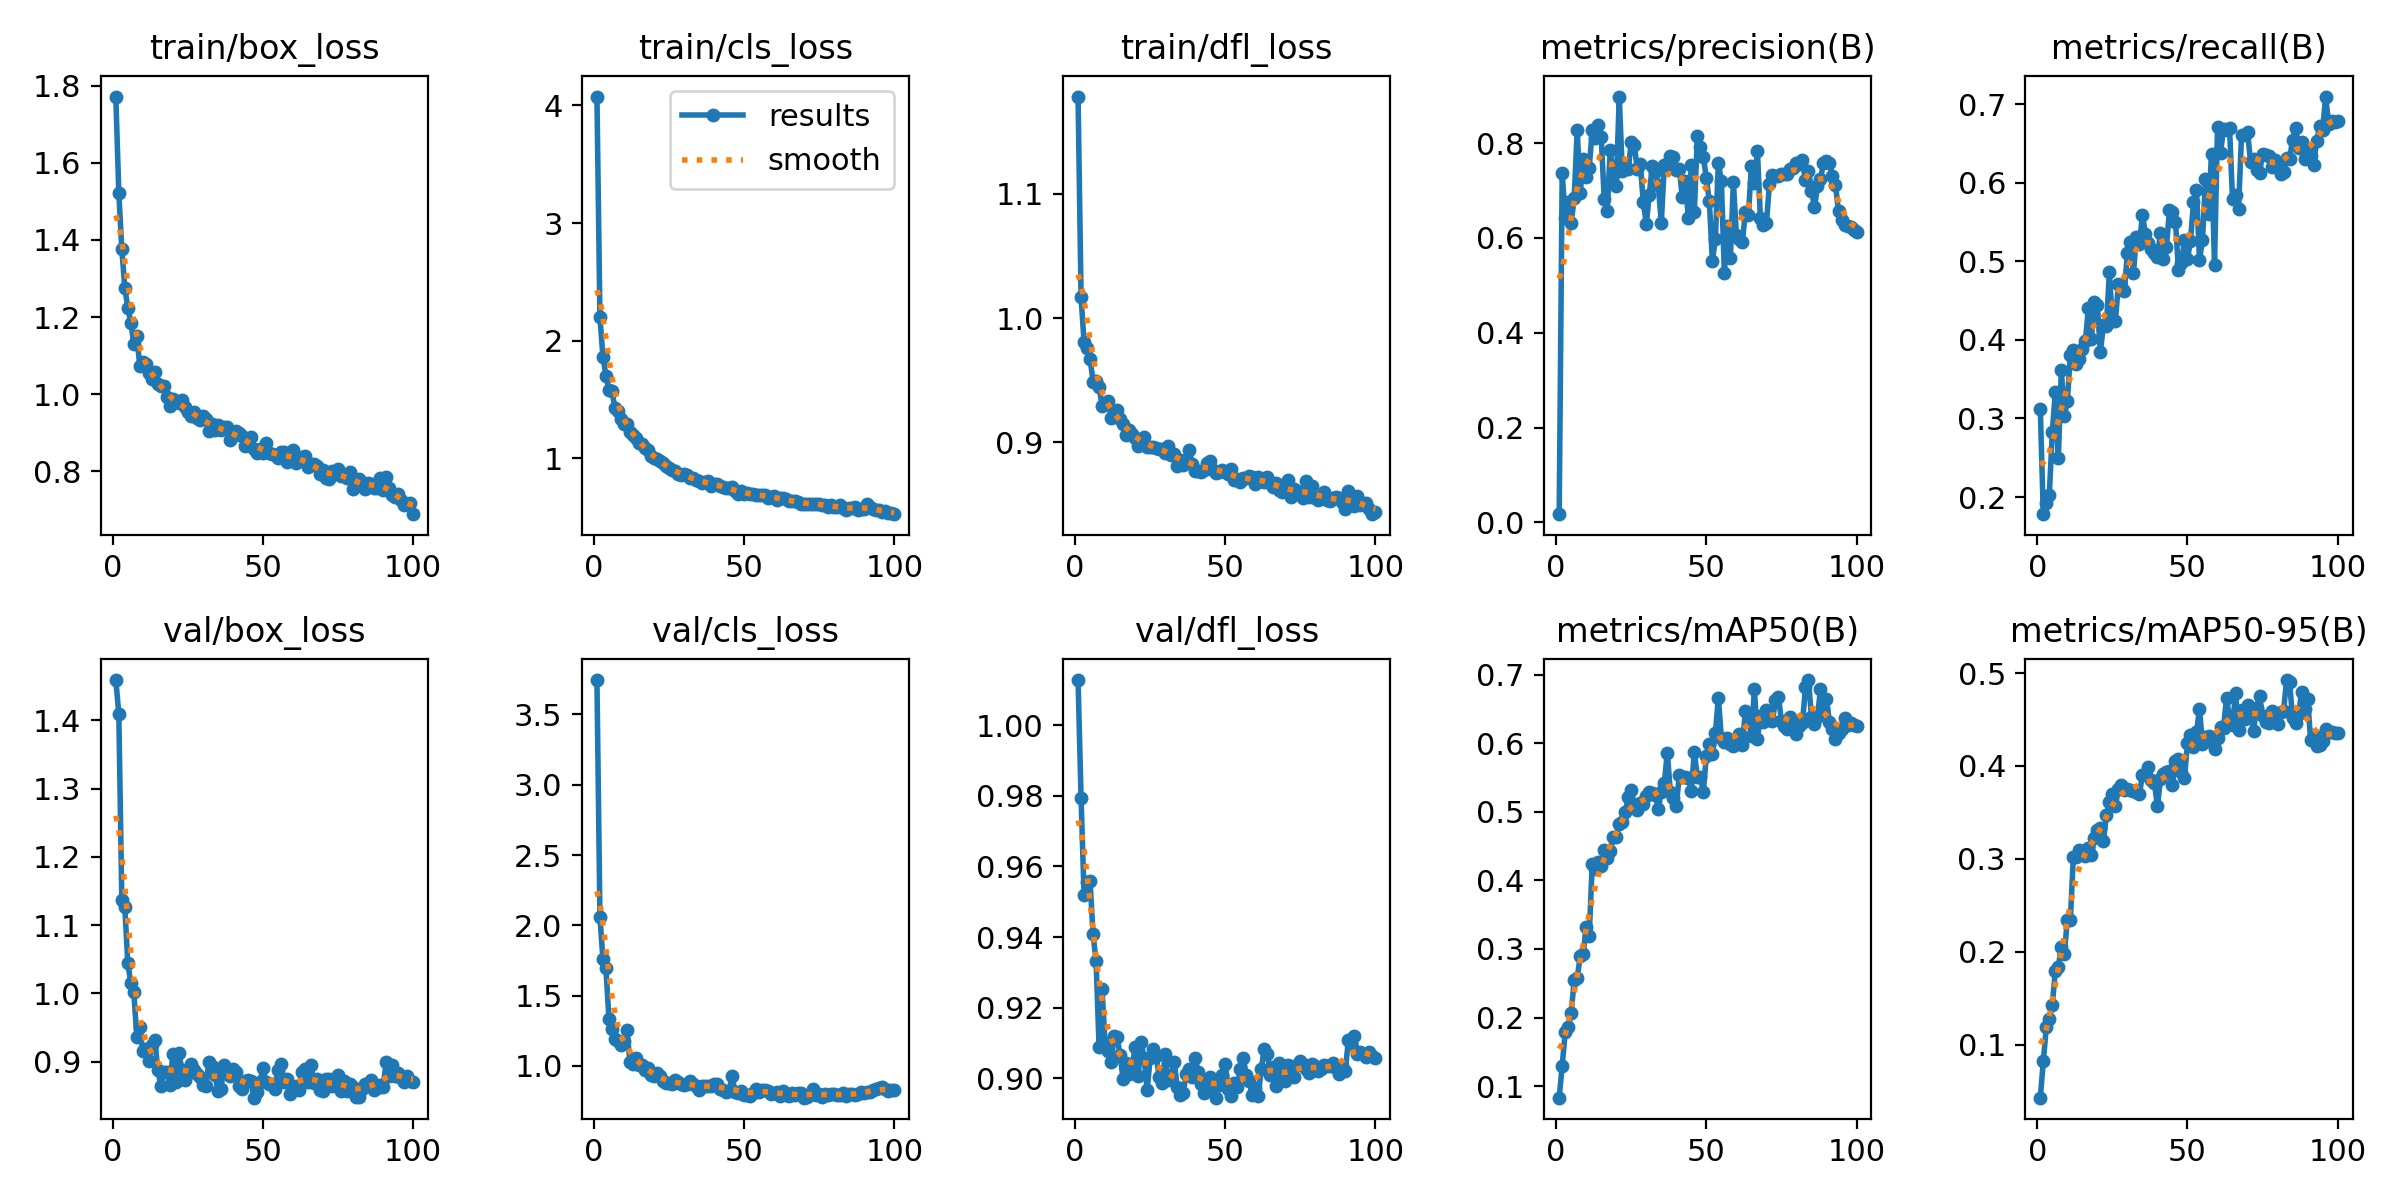 train/box_loss
1.8
1.6
1.4
1.2
1.0
0.8
0 50 100
train/cls_loss
results
smooth
4
3
2
1
0 50 100
train/dfl_loss
1.1
1.0
0.9
0 50 100
metrics/precision(B)
0.8
0.6
0.4
0.2
0.0
0 50 100
metrics/recall(B)
0.7
0.6
0.5
0.4
0.3
0.2
0 50 100
val/box_loss
1.4
1.3
1.2
1.1
1.0
0.9
0 50 100
val/cls_loss
3.5
3.0
2.5
2.0
1.5
1.0
0 50 100
val/dfl_loss
1.00
0.98
0.96
0.94
0.92
0.90
0 50 100
metrics/mAP50(B)
0.7
0.6
0.5
0.4
0.3
0.2
0.1
0 50 100
metrics/mAP50-95(B)
0.5
0.4
0.3
0.2
0.1
0 50 100